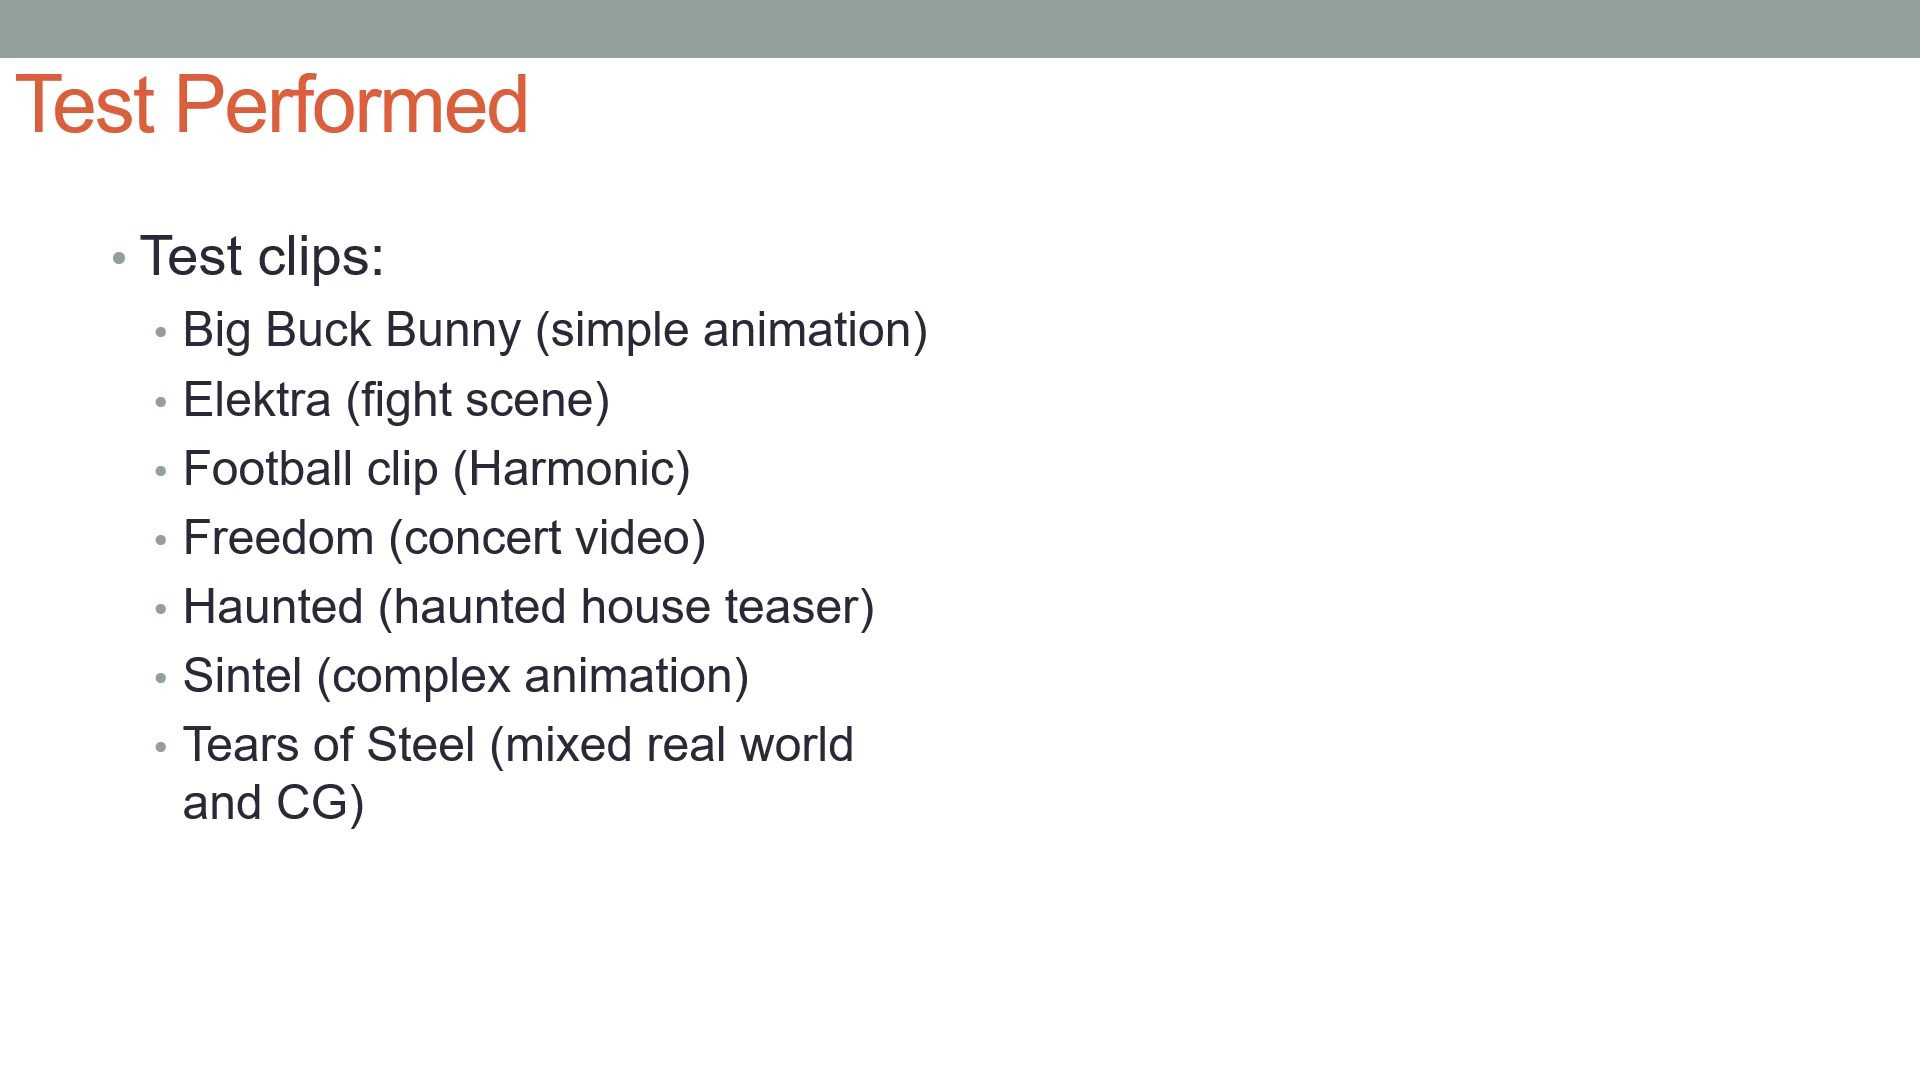 Test Performed
• Test clips:
• Big Buck Bunny (simple animation)
• Elektra (fight scene)
• Football clip (Harmonic)
• Freedom (concert video)
• Haunted (haunted house teaser)
• Sintel (complex animation)
• Tears of Steel (mixed real world
and CG)